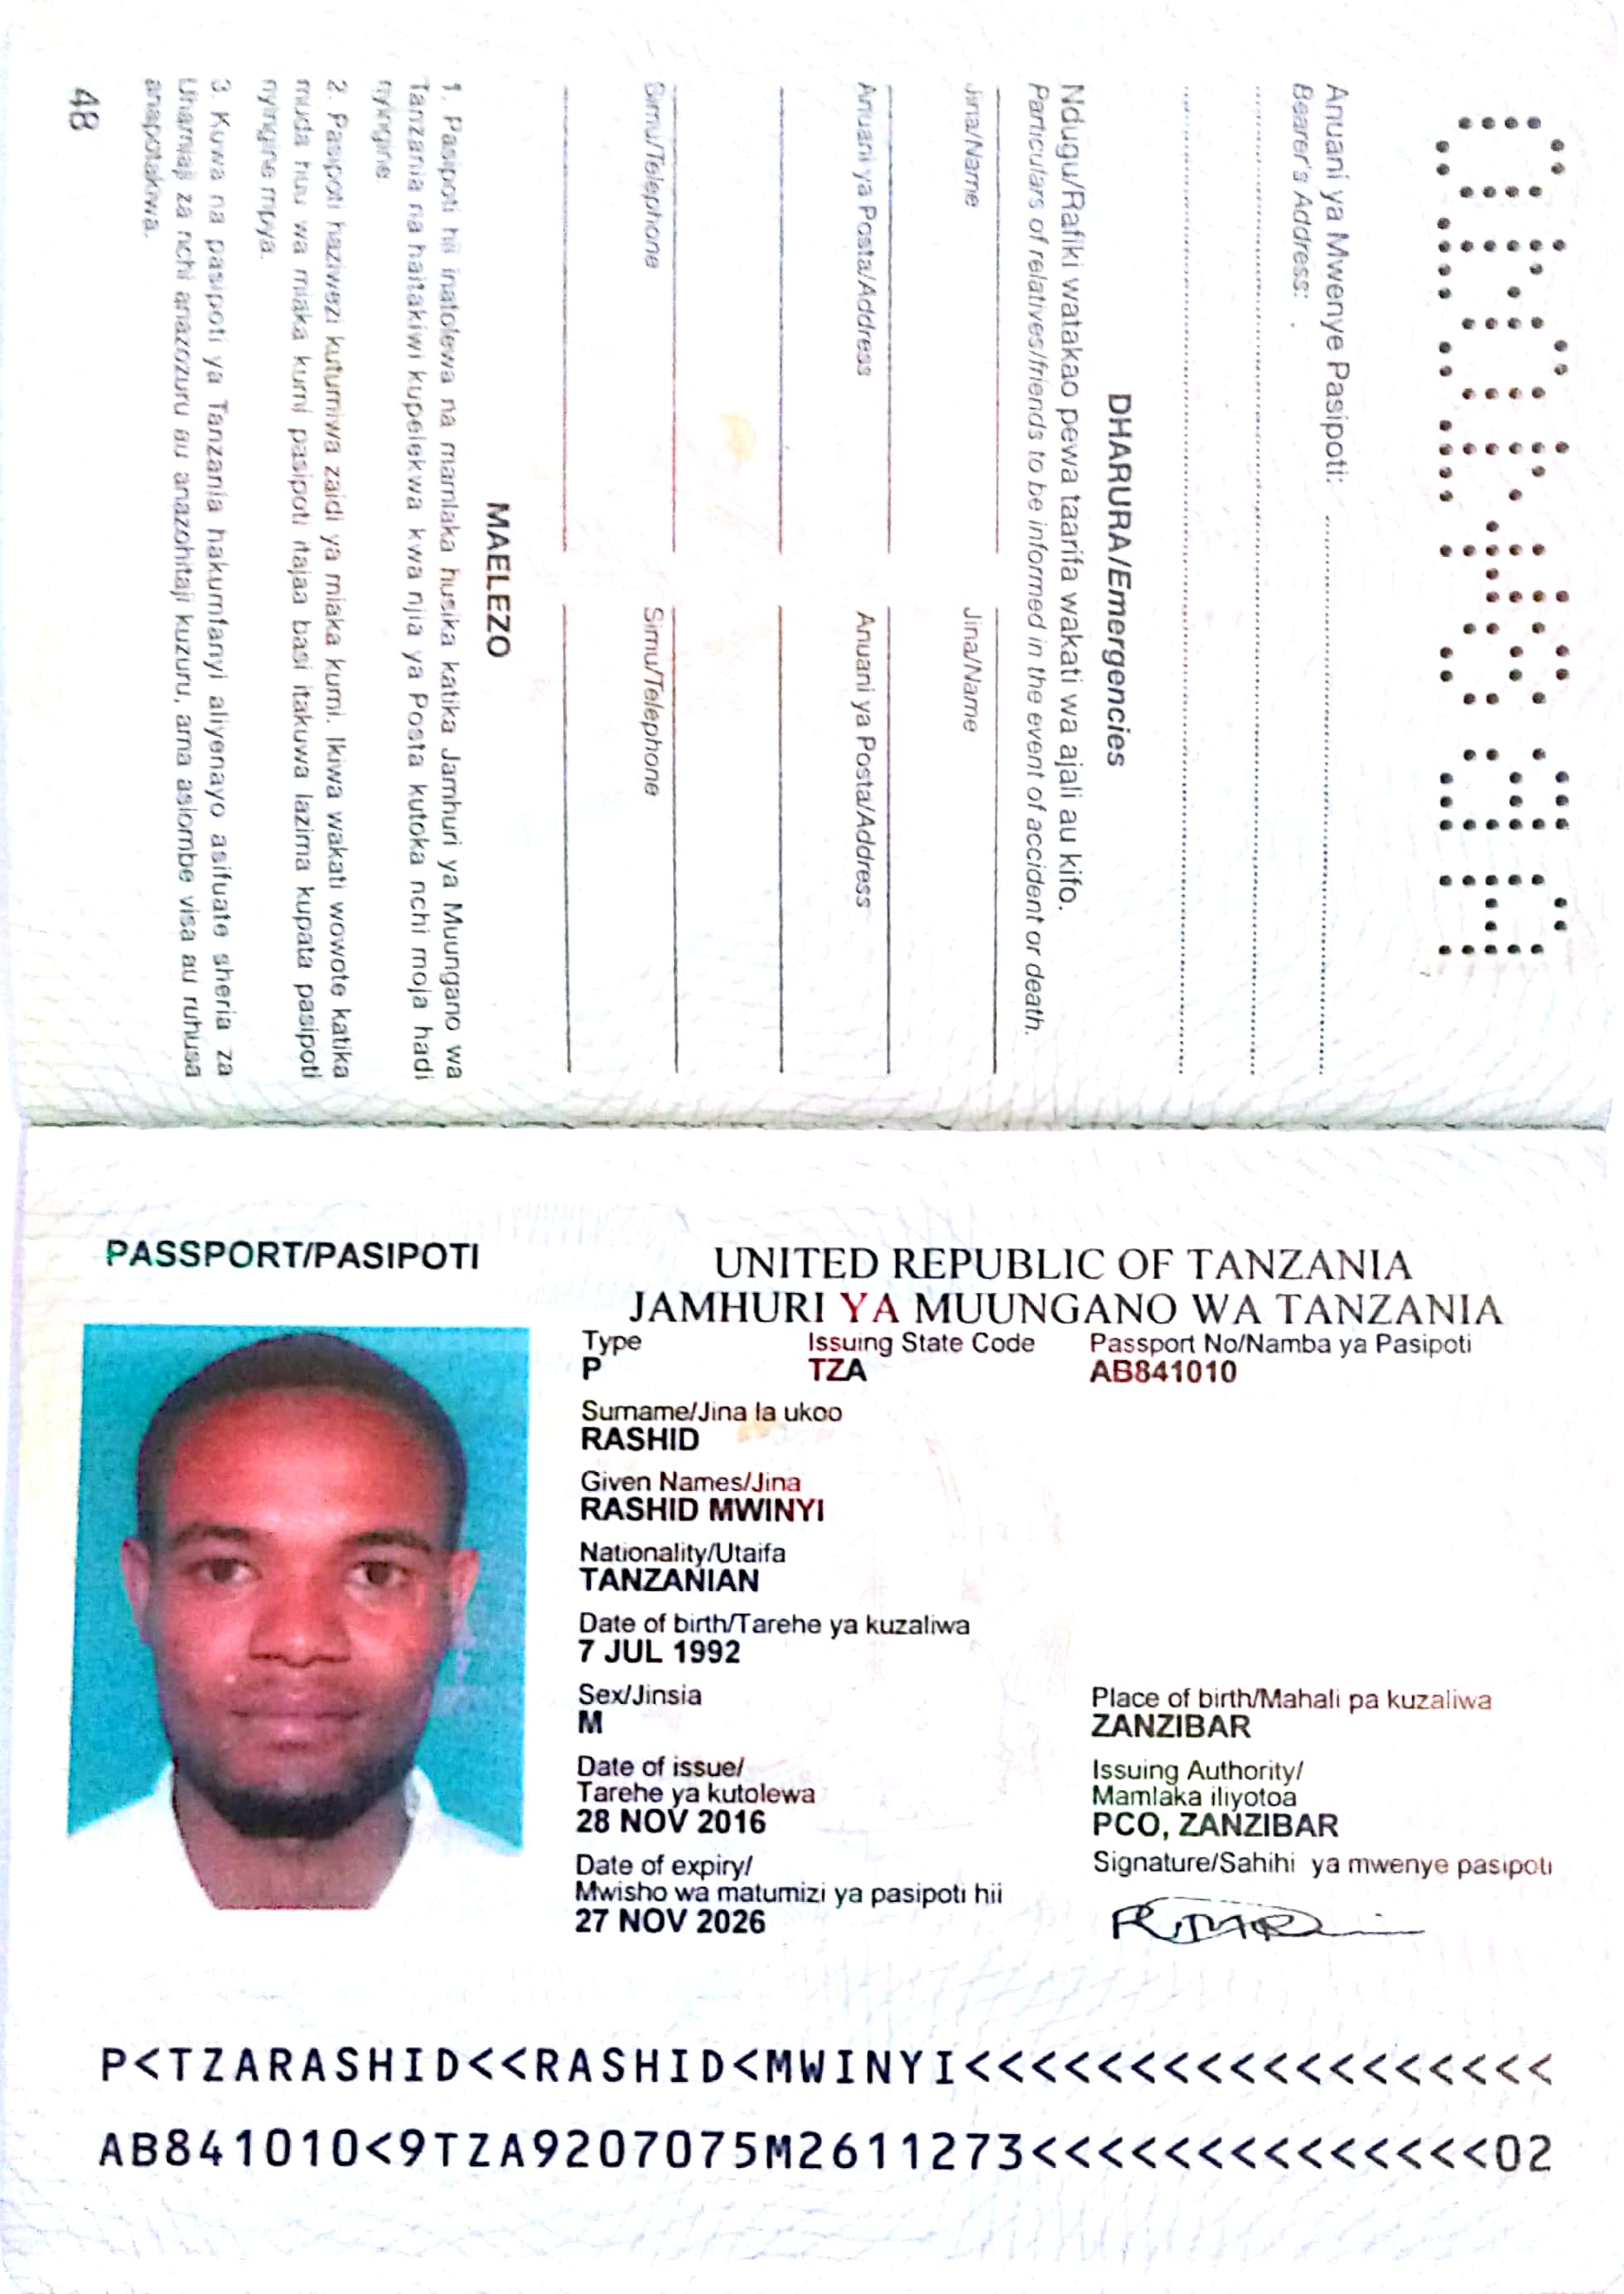 Anuani ya Mwenye Pasipoti:
Bearer's Address:
DHARURA/Emergencies
Ndugu/Rafiki watakao pewa taarifa wakati wa ajali au kifo.
Particulars of relatives/friends to be informed in the event of accident or death.
Jina/Name Jina/Name
Anuani ya Posta/Address Anuani ya Posta/Address
Simu/Telephone Simu/Telephone
MAELEZO
1. Pasipoti hii inatolewa na mamlaka husika katika Jamhuri ya Muungano wa
Tanzania na haitakiwi kupelekwa kwa njia ya Posta kutoka nchi moja hadi
nyingine
2. Pasipoti haziwezi kutumiwa zaidi ya miaka kumi. Ikiwa wakati wowote katika
muda huu wa miaka kumi pasipoti itajaa basi itakuwa lazima kupata pasipoti
nyingine mpya.
3. Kuwa na pasipoti ya Tanzania hakumfanyi aliyenayo asifuate sheria za
Uhamiaji za nchi anazozuru au anazohitaji kuzuru, ama asiombe visa au ruhusa
anapotakiwa.
48
PASSPORT/PASIPOTI
UNITED REPUBLIC OF TANZANIA
JAMHURI YA MUUNGANO WA TANZANIA
Type Issuing State Code Passport No/Namba ya Pasipoti
P TZA AB841010
Surname/Jina la ukoo
RASHID
Given Names/Jina
RASHID MWINYI
Nationality/Utaifa
TANZANIAN
Date of birth/Tarehe ya kuzaliwa
7 JUL 1992
Sex/Jinsia Place of birth/Mahali pa kuzaliwa
M ZANZIBAR
Date of issue/ Issuing Authority/
Tarehe ya kutolewa Mamlaka iliyotoa
28 NOV 2016 PCO, ZANZIBAR
Date of expiry/ Signature/Sahihi ya mwenye pasipoti
Mwisho wa matumizi ya pasipoti hii
27 NOV 2026
P<TZARASHID<<RASHID<MWINYI<<<<<<<<<<<<<<<<<<
AB841010<9TZA9207075M2611273<<<<<<<<<<<<<<02